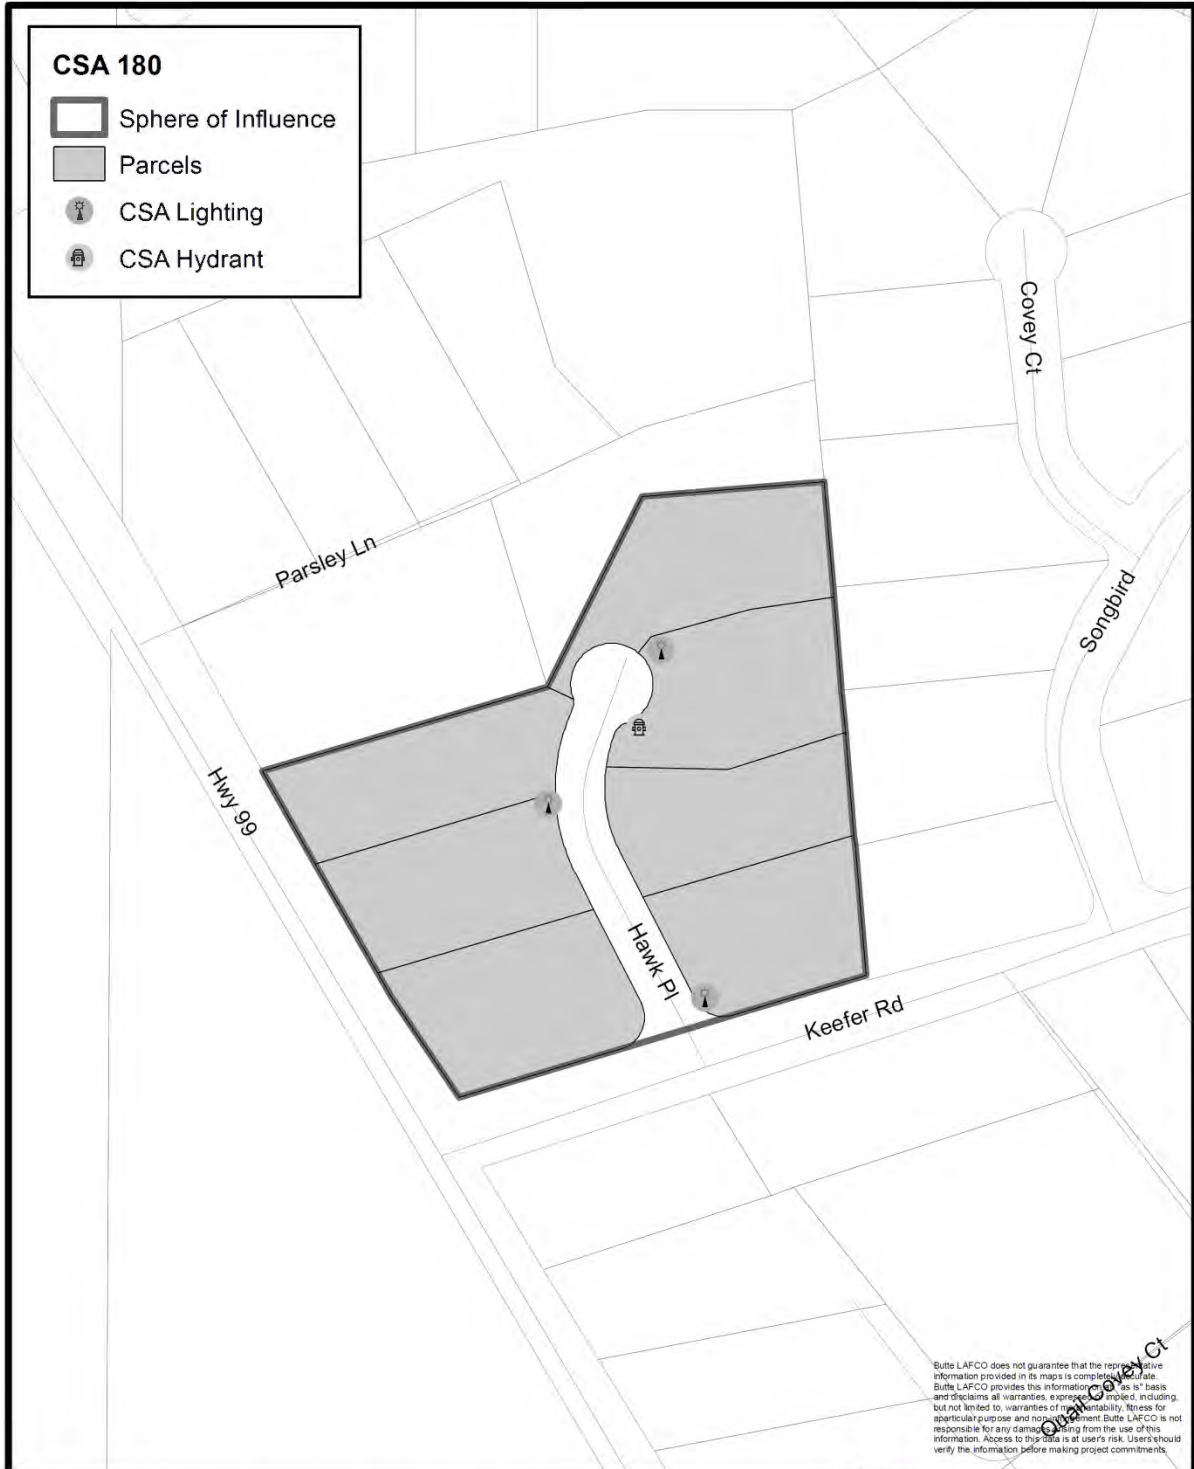 CSA 180
Sphere of Influence
Parcels
CSA Lighting
CSA Hydrant
Covey Ct
Parsley Ln
Songbird
Hwy 99
Hawk Pl
Keefer Rd
Quail Covey Ct
Butte LAFCO does not guarantee that the representative
information provided in its maps is completely accurate.
Butte LAFCO provides this information on an "as is" basis
and disclaims all warranties, expressed or implied, including,
but not limited to, warranties of merchantability, fitness for
aparticular purpose and non-infringement.Butte LAFCO is not
responsible for any damages arising from the use of this
information. Access to this data is at user's risk. Users should
verify the information before making project commitments.